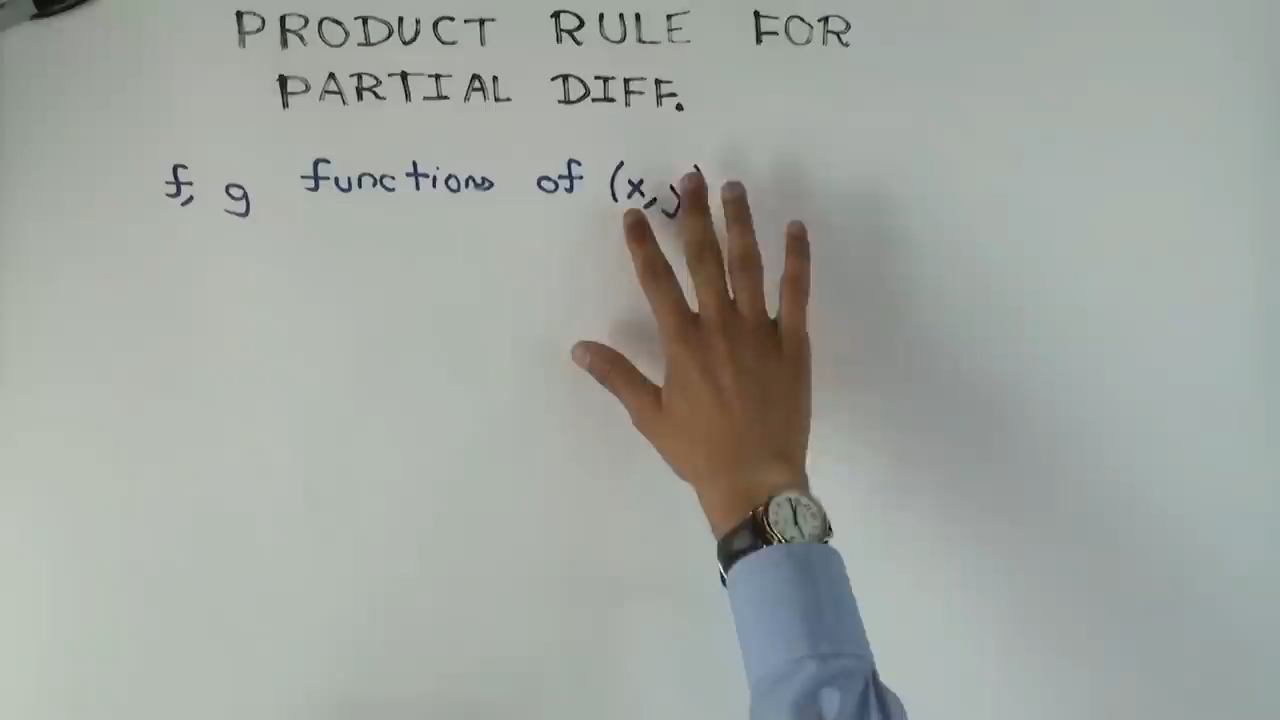 PRODUCT RULE FOR
PARTIAL DIFF.
f, g functions of (x, y)